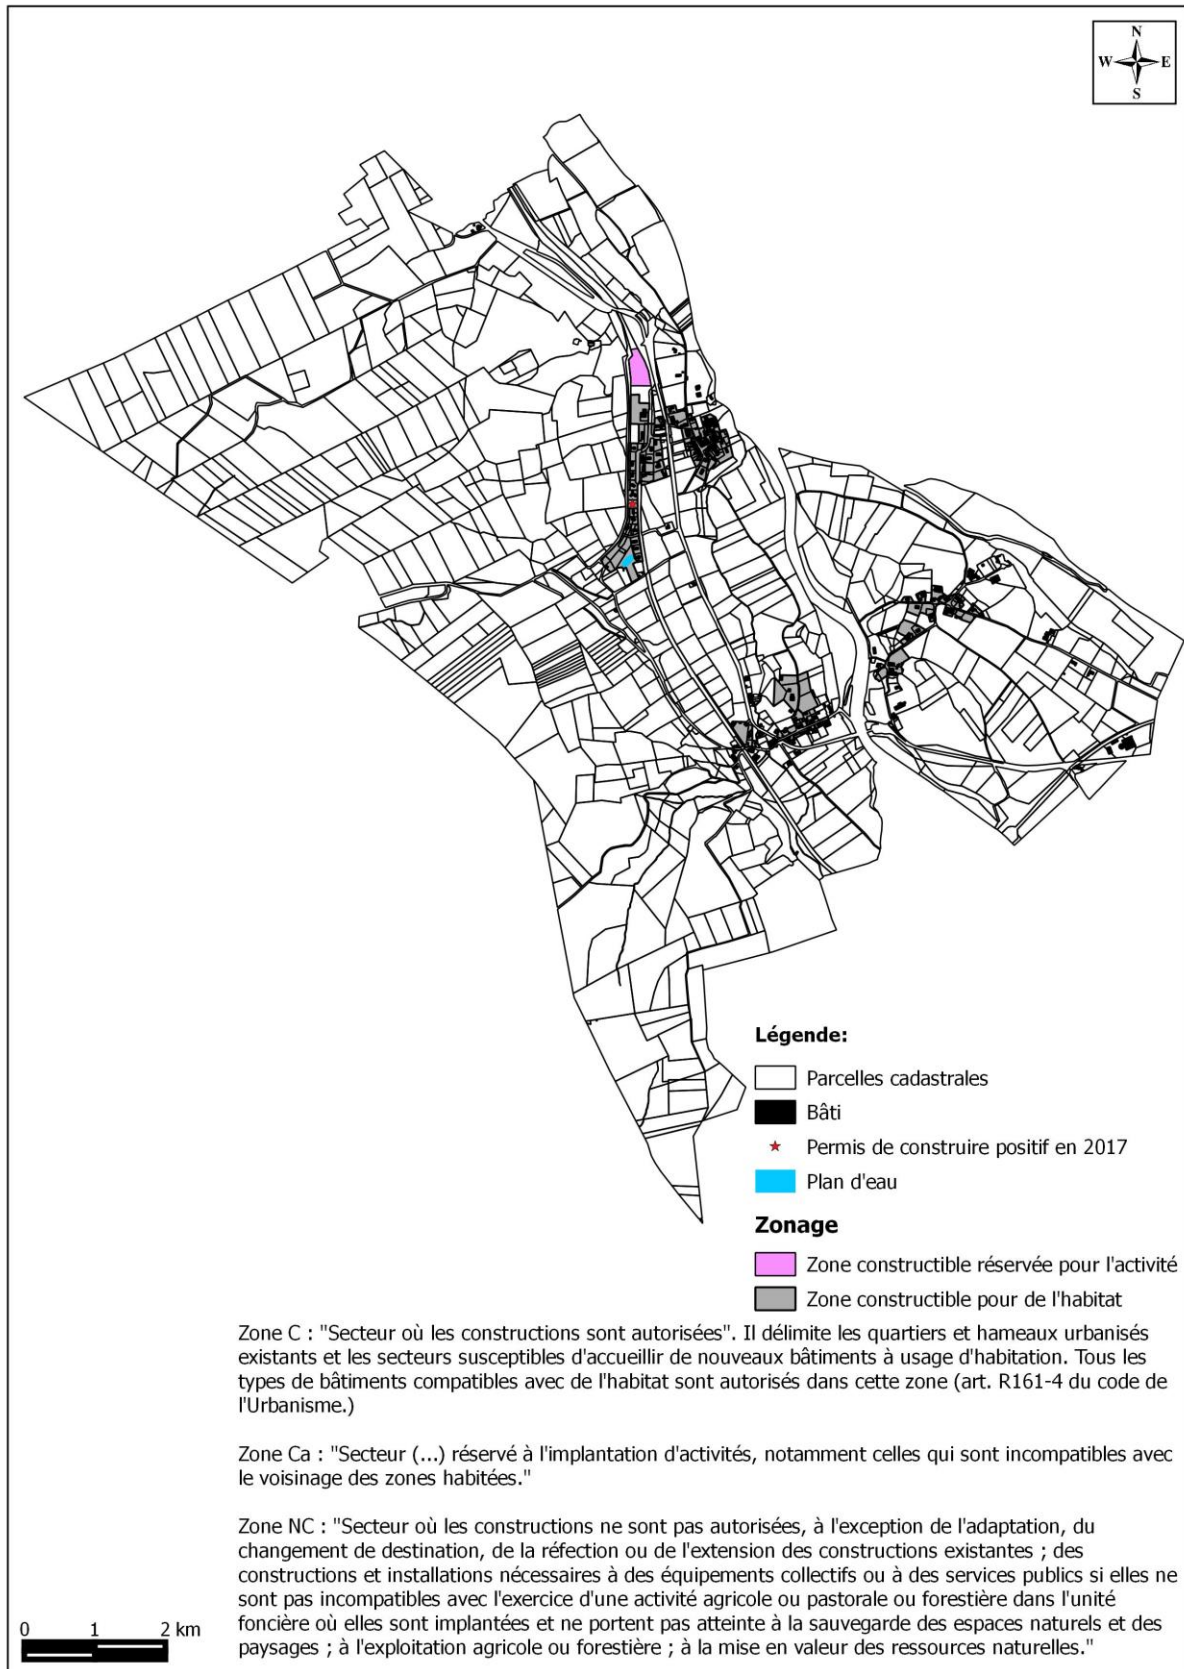 N
W E
S
Légende:
Parcelles cadastrales
Bâti
Permis de construire positif en 2017
Plan d'eau
Zonage
Zone constructible réservée pour l'activité
Zone constructible pour de l'habitat
Zone C : "Secteur où les constructions sont autorisées". Il délimite les quartiers et hameaux urbanisés
existants et les secteurs susceptibles d'accueillir de nouveaux bâtiments à usage d'habitation. Tous les
types de bâtiments compatibles avec de l'habitat sont autorisés dans cette zone (art. R161-4 du code de
l'Urbanisme.)
Zone Ca : "Secteur (...) réservé à l'implantation d'activités, notamment celles qui sont incompatibles avec
le voisinage des zones habitées."
Zone NC : "Secteur où les constructions ne sont pas autorisées, à l'exception de l'adaptation, du
changement de destination, de la réfection ou de l'extension des constructions existantes ; des
constructions et installations nécessaires à des équipements collectifs ou à des services publics si elles ne
sont pas incompatibles avec l'exercice d'une activité agricole ou pastorale ou forestière dans l'unité
foncière où elles sont implantées et ne portent pas atteinte à la sauvegarde des espaces naturels et des
paysages ; à l'exploitation agricole ou forestière ; à la mise en valeur des ressources naturelles."
0 1 2 km